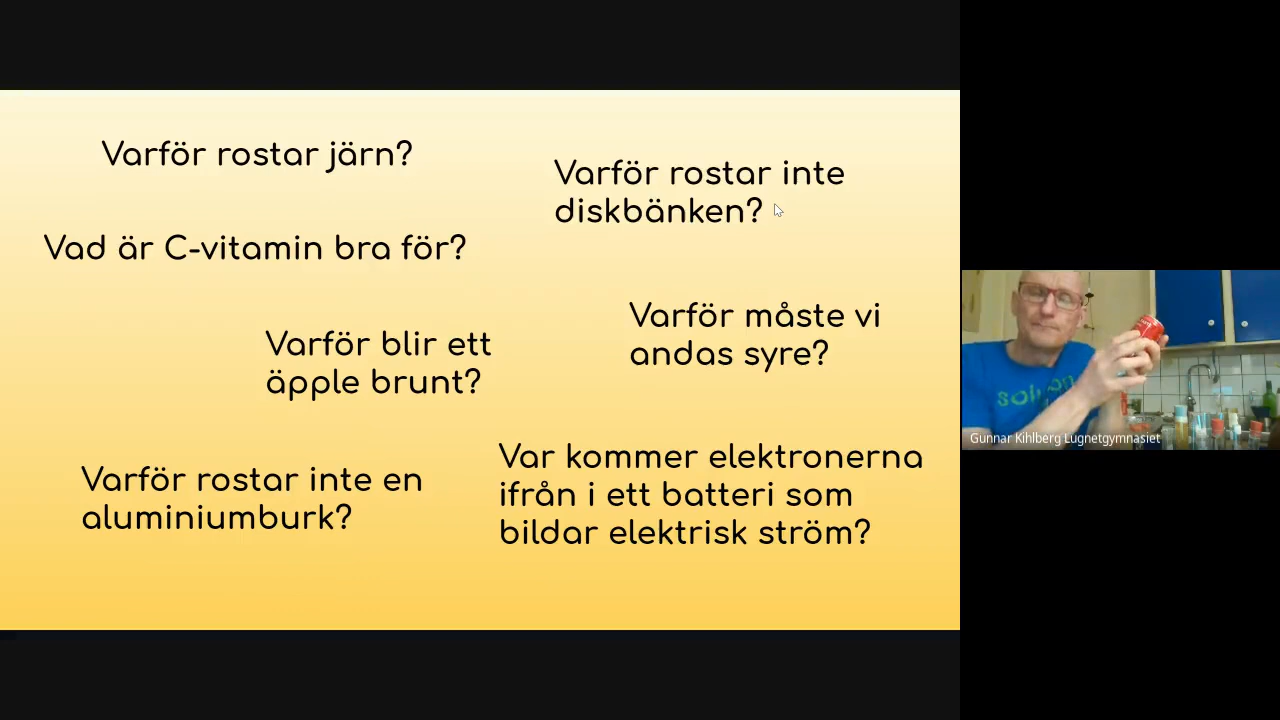 Varför rostar järn?
Varför rostar inte
diskbänken?
Vad är C-vitamin bra för?
Varför måste vi
andas syre?
Varför blir ett
äpple brunt?
Var kommer elektronerna
ifrån i ett batteri som
bildar elektrisk ström?
Varför rostar inte en
aluminiumburk?
Gunnar Kihlberg Lugnetgymnasiet